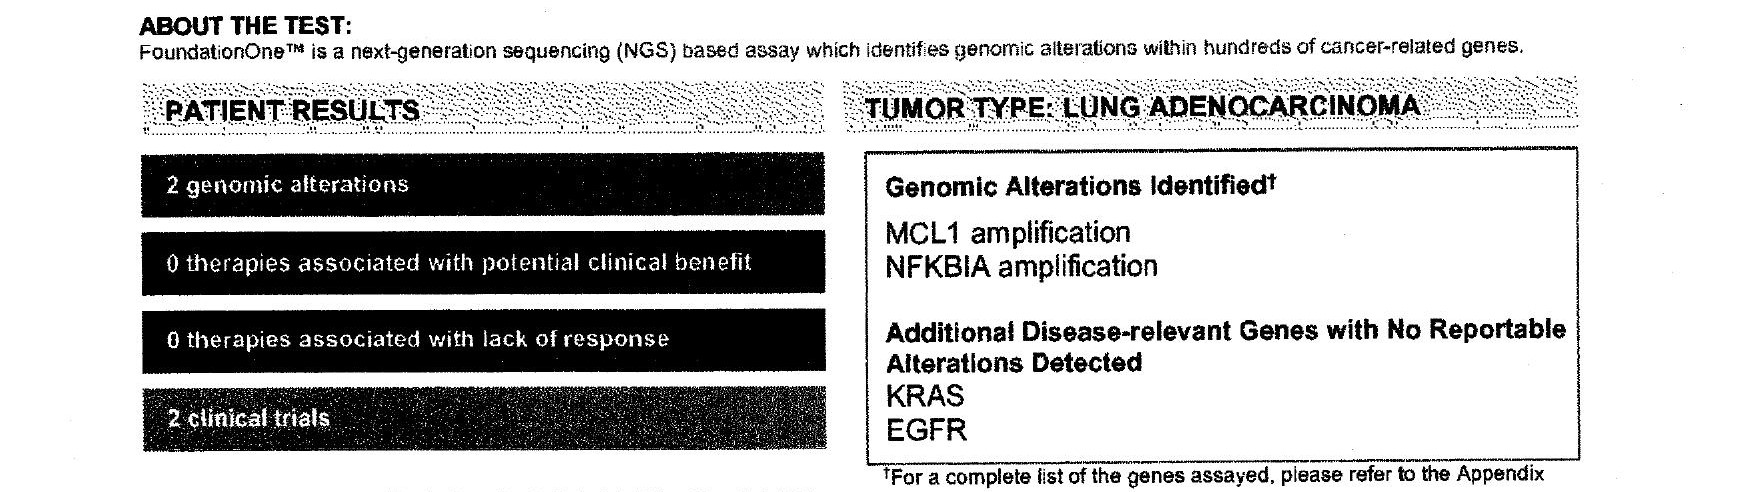 ABOUT THE TEST:
FoundationOne™ is a next-generation sequencing (NGS) based assay which identifies genomic alterations within hundreds of cancer-related genes.
PATIENT RESULTS
2 genomic alterations
0 therapies associated with potential clinical benefit
0 therapies associated with lack of response
2 clinical trials
TUMOR TYPE: LUNG ADENOCARCINOMA
Genomic Alterations Identified†
MCL1 amplification
NFKBIA amplification
Additional Disease-relevant Genes with No Reportable
Alterations Detected
KRAS
EGFR
†For a complete list of the genes assayed, please refer to the Appendix